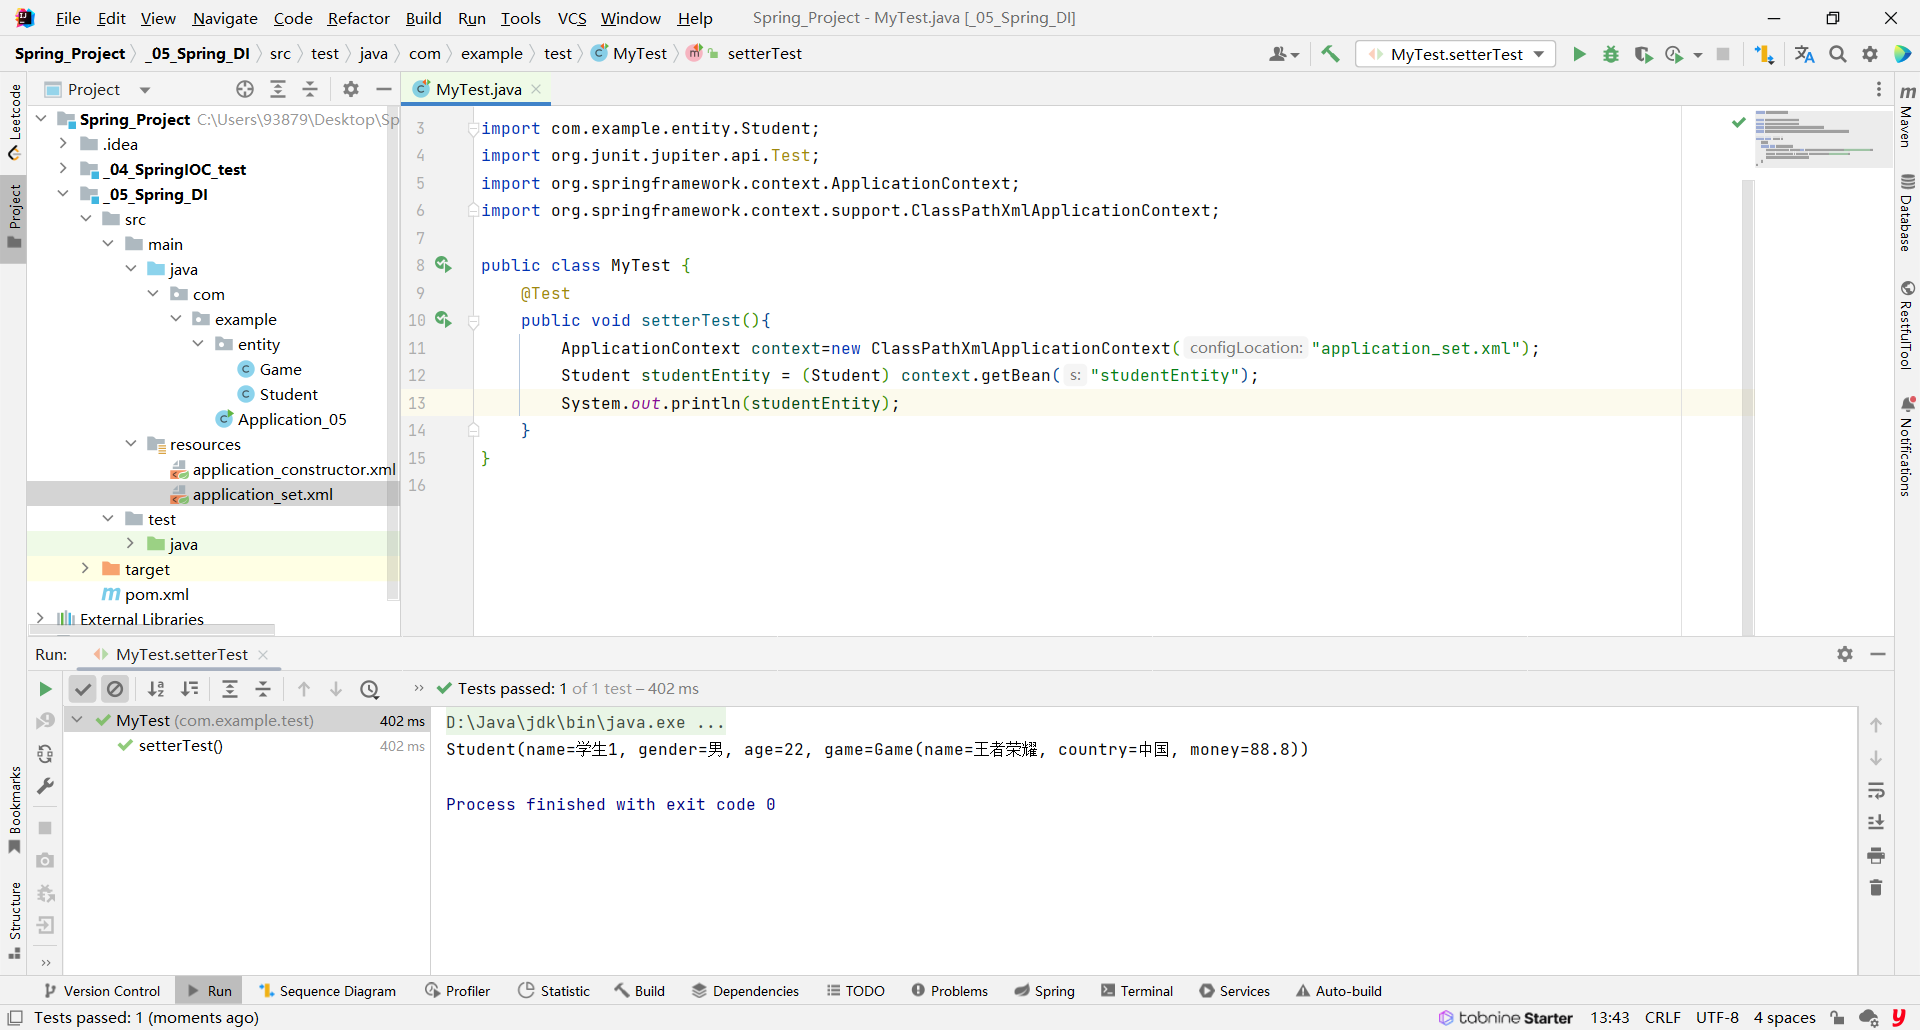 File Edit View Navigate Code Refactor Build Run Tools VCS Window Help Spring_Project - MyTest.java [_05_Spring_DI]
Spring_Project _05_Spring_DI src test java com example test MyTest setterTest MyTest.setterTest
Project MyTest.java
Leetcode
Project
Bookmarks
Structure
Spring_Project C:\Users\93879\Desktop\Sp
.idea
_04_SpringIOC_test
_05_Spring_DI
src
main
java
com
example
entity
Game
Student
Application_05
resources
application_constructor.xml
application_set.xml
test
java
target
pom.xml
External Libraries
3 import com.example.entity.Student;
4 import org.junit.jupiter.api.Test;
5 import org.springframework.context.ApplicationContext;
6 import org.springframework.context.support.ClassPathXmlApplicationContext;
7
8 public class MyTest {
9 @Test
10 public void setterTest(){
11 ApplicationContext context=new ClassPathXmlApplicationContext( configLocation: "application_set.xml");
12 Student studentEntity = (Student) context.getBean( s: "studentEntity");
13 System.out.println(studentEntity);
14 }
15 }
16
Maven
Database
RestfulTool
Notifications
Run: MyTest.setterTest
Tests passed: 1 of 1 test – 402 ms
MyTest (com.example.test) 402 ms
setterTest() 402 ms
D:\Java\jdk\bin\java.exe ...
Student(name=学生1, gender=男, age=22, game=Game(name=王者荣耀, country=中国, money=88.8))
Process finished with exit code 0
Version Control Run Sequence Diagram Profiler Statistic Build Dependencies TODO Problems Spring Terminal Services Auto-build
Tests passed: 1 (moments ago) tabnine Starter 13:43 CRLF UTF-8 4 spaces